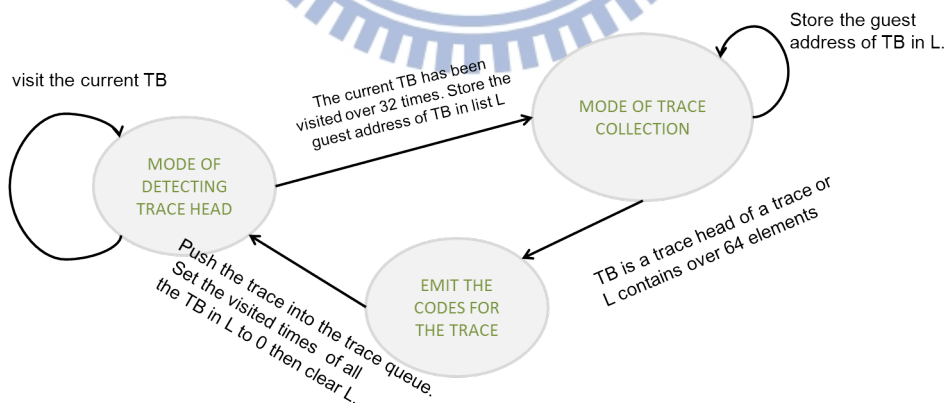 Store the guest
address of TB in L.
visit the current TB
The current TB has been
visited over 32 times. Store the
guest address of TB in list L
MODE OF TRACE
COLLECTION
MODE OF
DETECTING
TRACE HEAD
TB is a trace head of a trace or
L contains over 64 elements
EMIT THE
CODES FOR
THE TRACE
Push the trace into the trace queue.
Set the visited times of all
the TB in L to 0 then clear L.